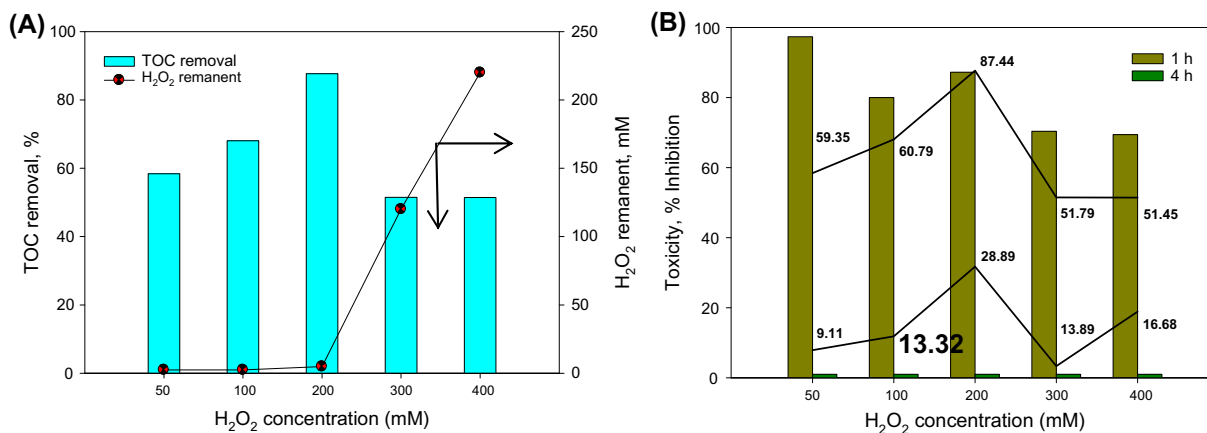 (A)
100
80
60
40
20
0
TOC removal, %
TOC removal
H₂O₂ remanent
250
200
150
100
50
0
H₂O₂ remanent, mM
50 100 200 300 400
H₂O₂ concentration (mM)
(B)
100
80
60
40
20
0
Toxicity, % Inhibition
1 h
4 h
87.44
59.35
60.79
51.79
51.45
28.89
9.11
13.32
13.89
16.68
50 100 200 300 400
H₂O₂ concentration (mM)